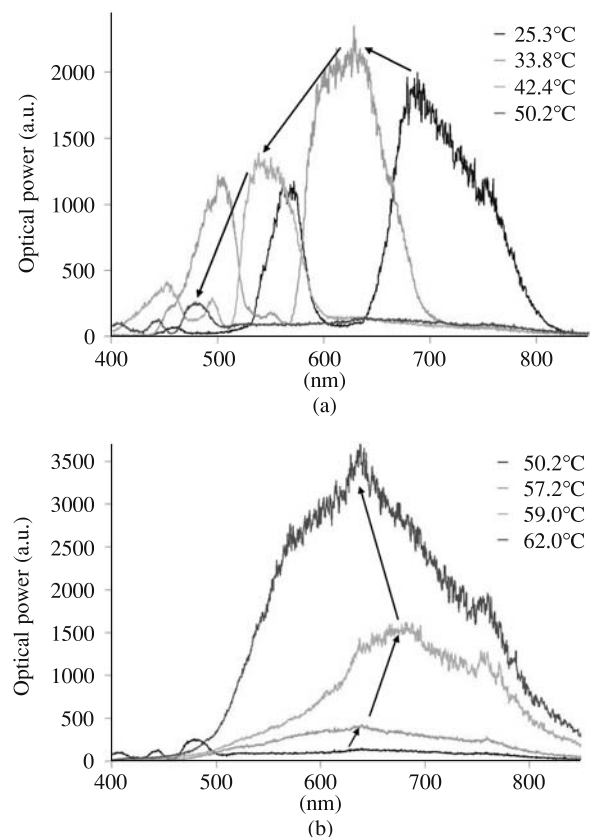 Optical power (a.u.)
2000
1500
1000
500
0
400 500 600 700 800
(nm)
(a)
25.3°C
33.8°C
42.4°C
50.2°C
Optical power (a.u.)
3500
3000
2500
2000
1500
1000
500
0
400 500 600 700 800
(nm)
(b)
50.2°C
57.2°C
59.0°C
62.0°C